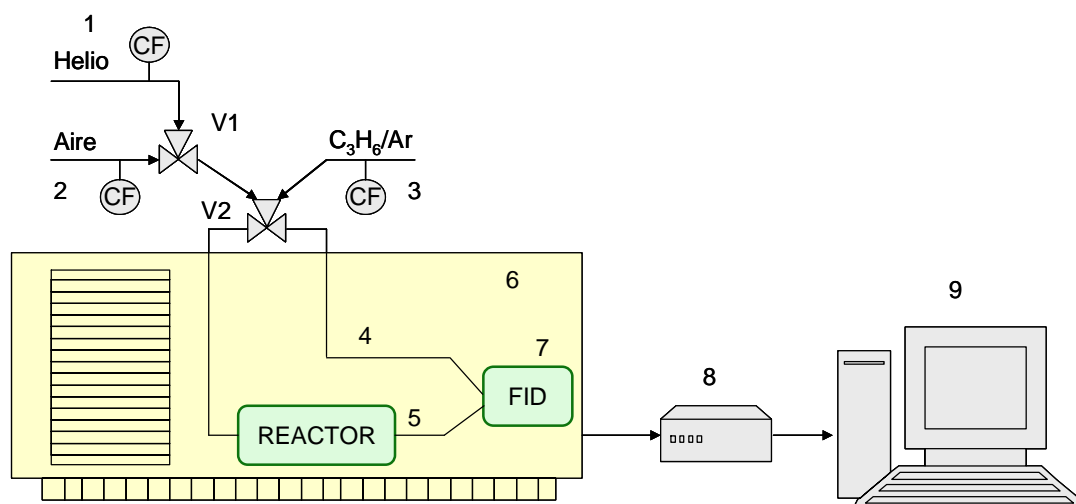 1
CF
Helio
V1
Aire
C₃H₆/Ar
2
CF
CF
3
V2
6
9
4
7
8
FID
5
REACTOR